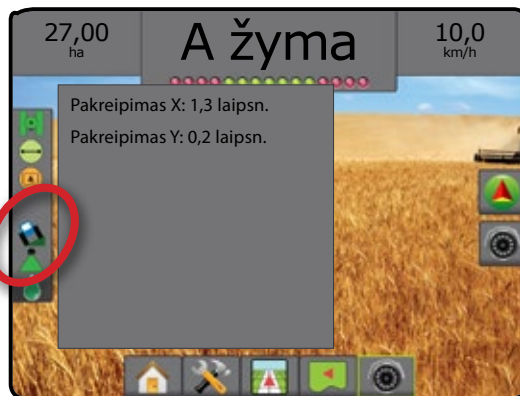 27,00
ha
A žyma
10,0
km/h
Pakreipimas X: 1,3 laipsn.
Pakreipimas Y: 0,2 laipsn.